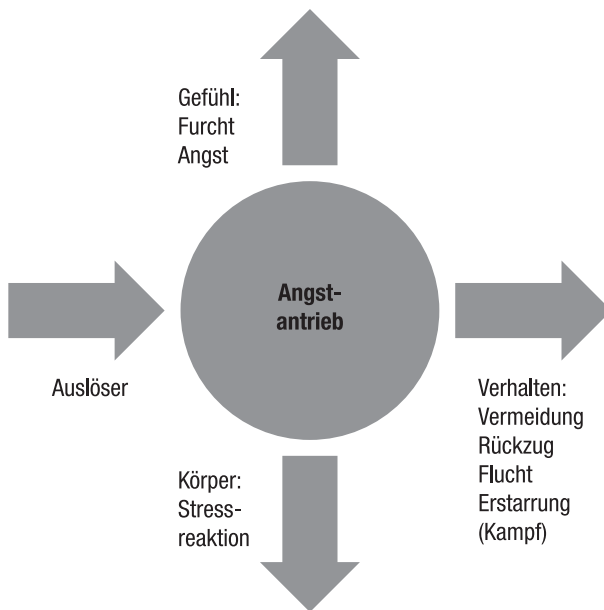 Gefühl:
Furcht
Angst
Angst-
antrieb
Auslöser
Verhalten:
Vermeidung
Rückzug
Flucht
Erstarrung
(Kampf)
Körper:
Stress-
reaktion